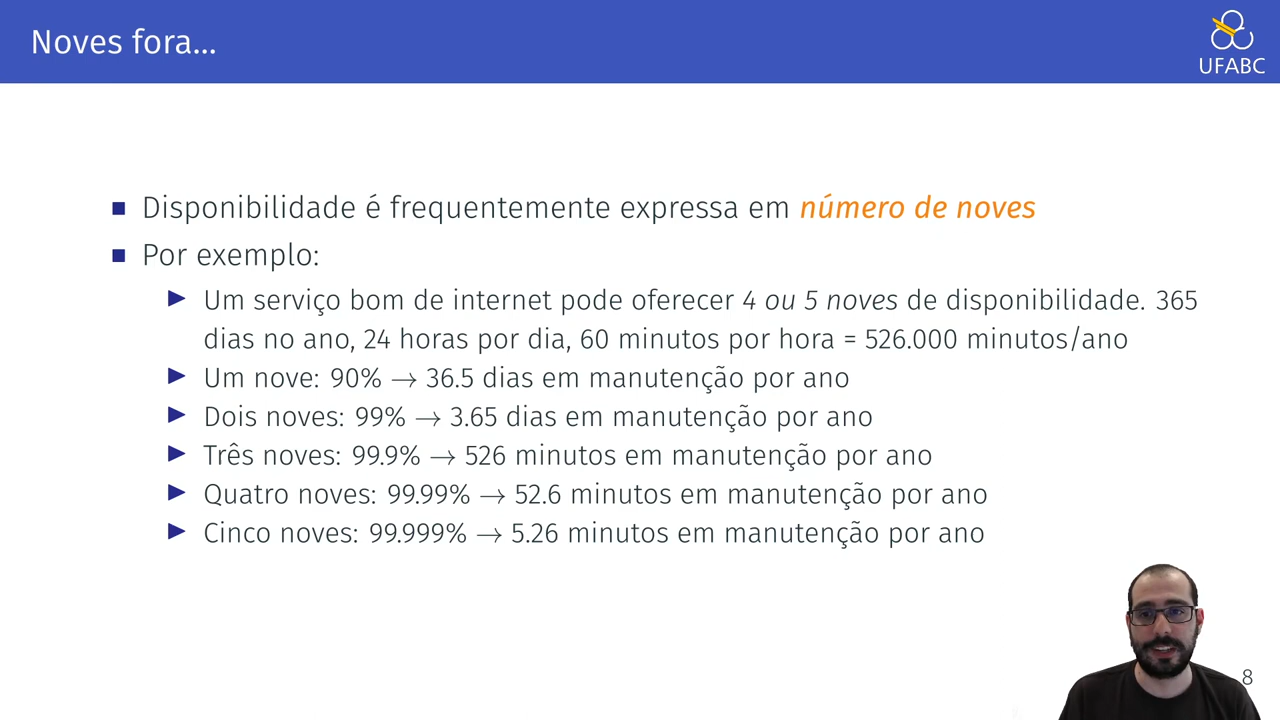 Noves fora...
UFABC
Disponibilidade é frequentemente expressa em número de noves
Por exemplo:
Um serviço bom de internet pode oferecer 4 ou 5 noves de disponibilidade. 365
dias no ano, 24 horas por dia, 60 minutos por hora = 526.000 minutos/ano
Um nove: 90% → 36.5 dias em manutenção por ano
Dois noves: 99% → 3.65 dias em manutenção por ano
Três noves: 99.9% → 526 minutos em manutenção por ano
Quatro noves: 99.99% → 52.6 minutos em manutenção por ano
Cinco noves: 99.999% → 5.26 minutos em manutenção por ano
8